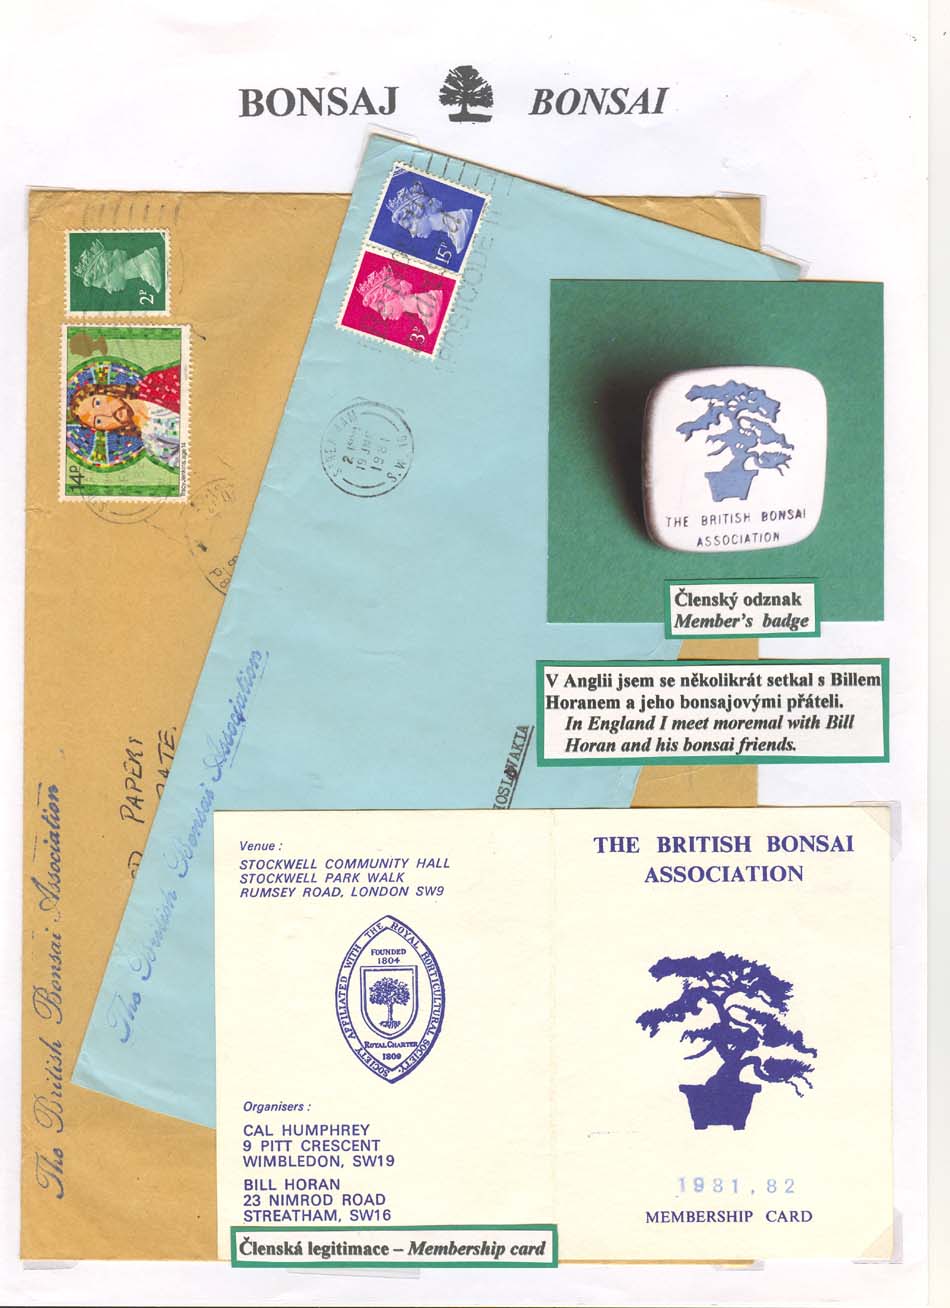 BONSAJ BONSAI
2P
14P
15P
3P
POSTCODE IT
STREATHAM
19 JNE
1981
S.W.16
THE BRITISH BONSAI
ASSOCIATION
Členský odznak
Member's badge
V Anglii jsem se několikrát setkal s Billem
Horanem a jeho bonsajovými přáteli.
In England I meet moremal with Bill
Horan and his bonsai friends.
PAPER
The British Bonsai Association
The British Bonsai Association
Venue :
STOCKWELL COMMUNITY HALL
STOCKWELL PARK WALK
RUMSEY ROAD, LONDON SW9
SOCIETY AFFILIATED WITH THE ROYAL HORTICULTURAL SOCIETY
FOUNDED
1804
ROYAL CHARTER
1809
Organisers :
CAL HUMPHREY
9 PITT CRESCENT
WIMBLEDON, SW19
BILL HORAN
23 NIMROD ROAD
STREATHAM, SW16
THE BRITISH BONSAI
ASSOCIATION
1981,82
MEMBERSHIP CARD
Členská legitimace – Membership card